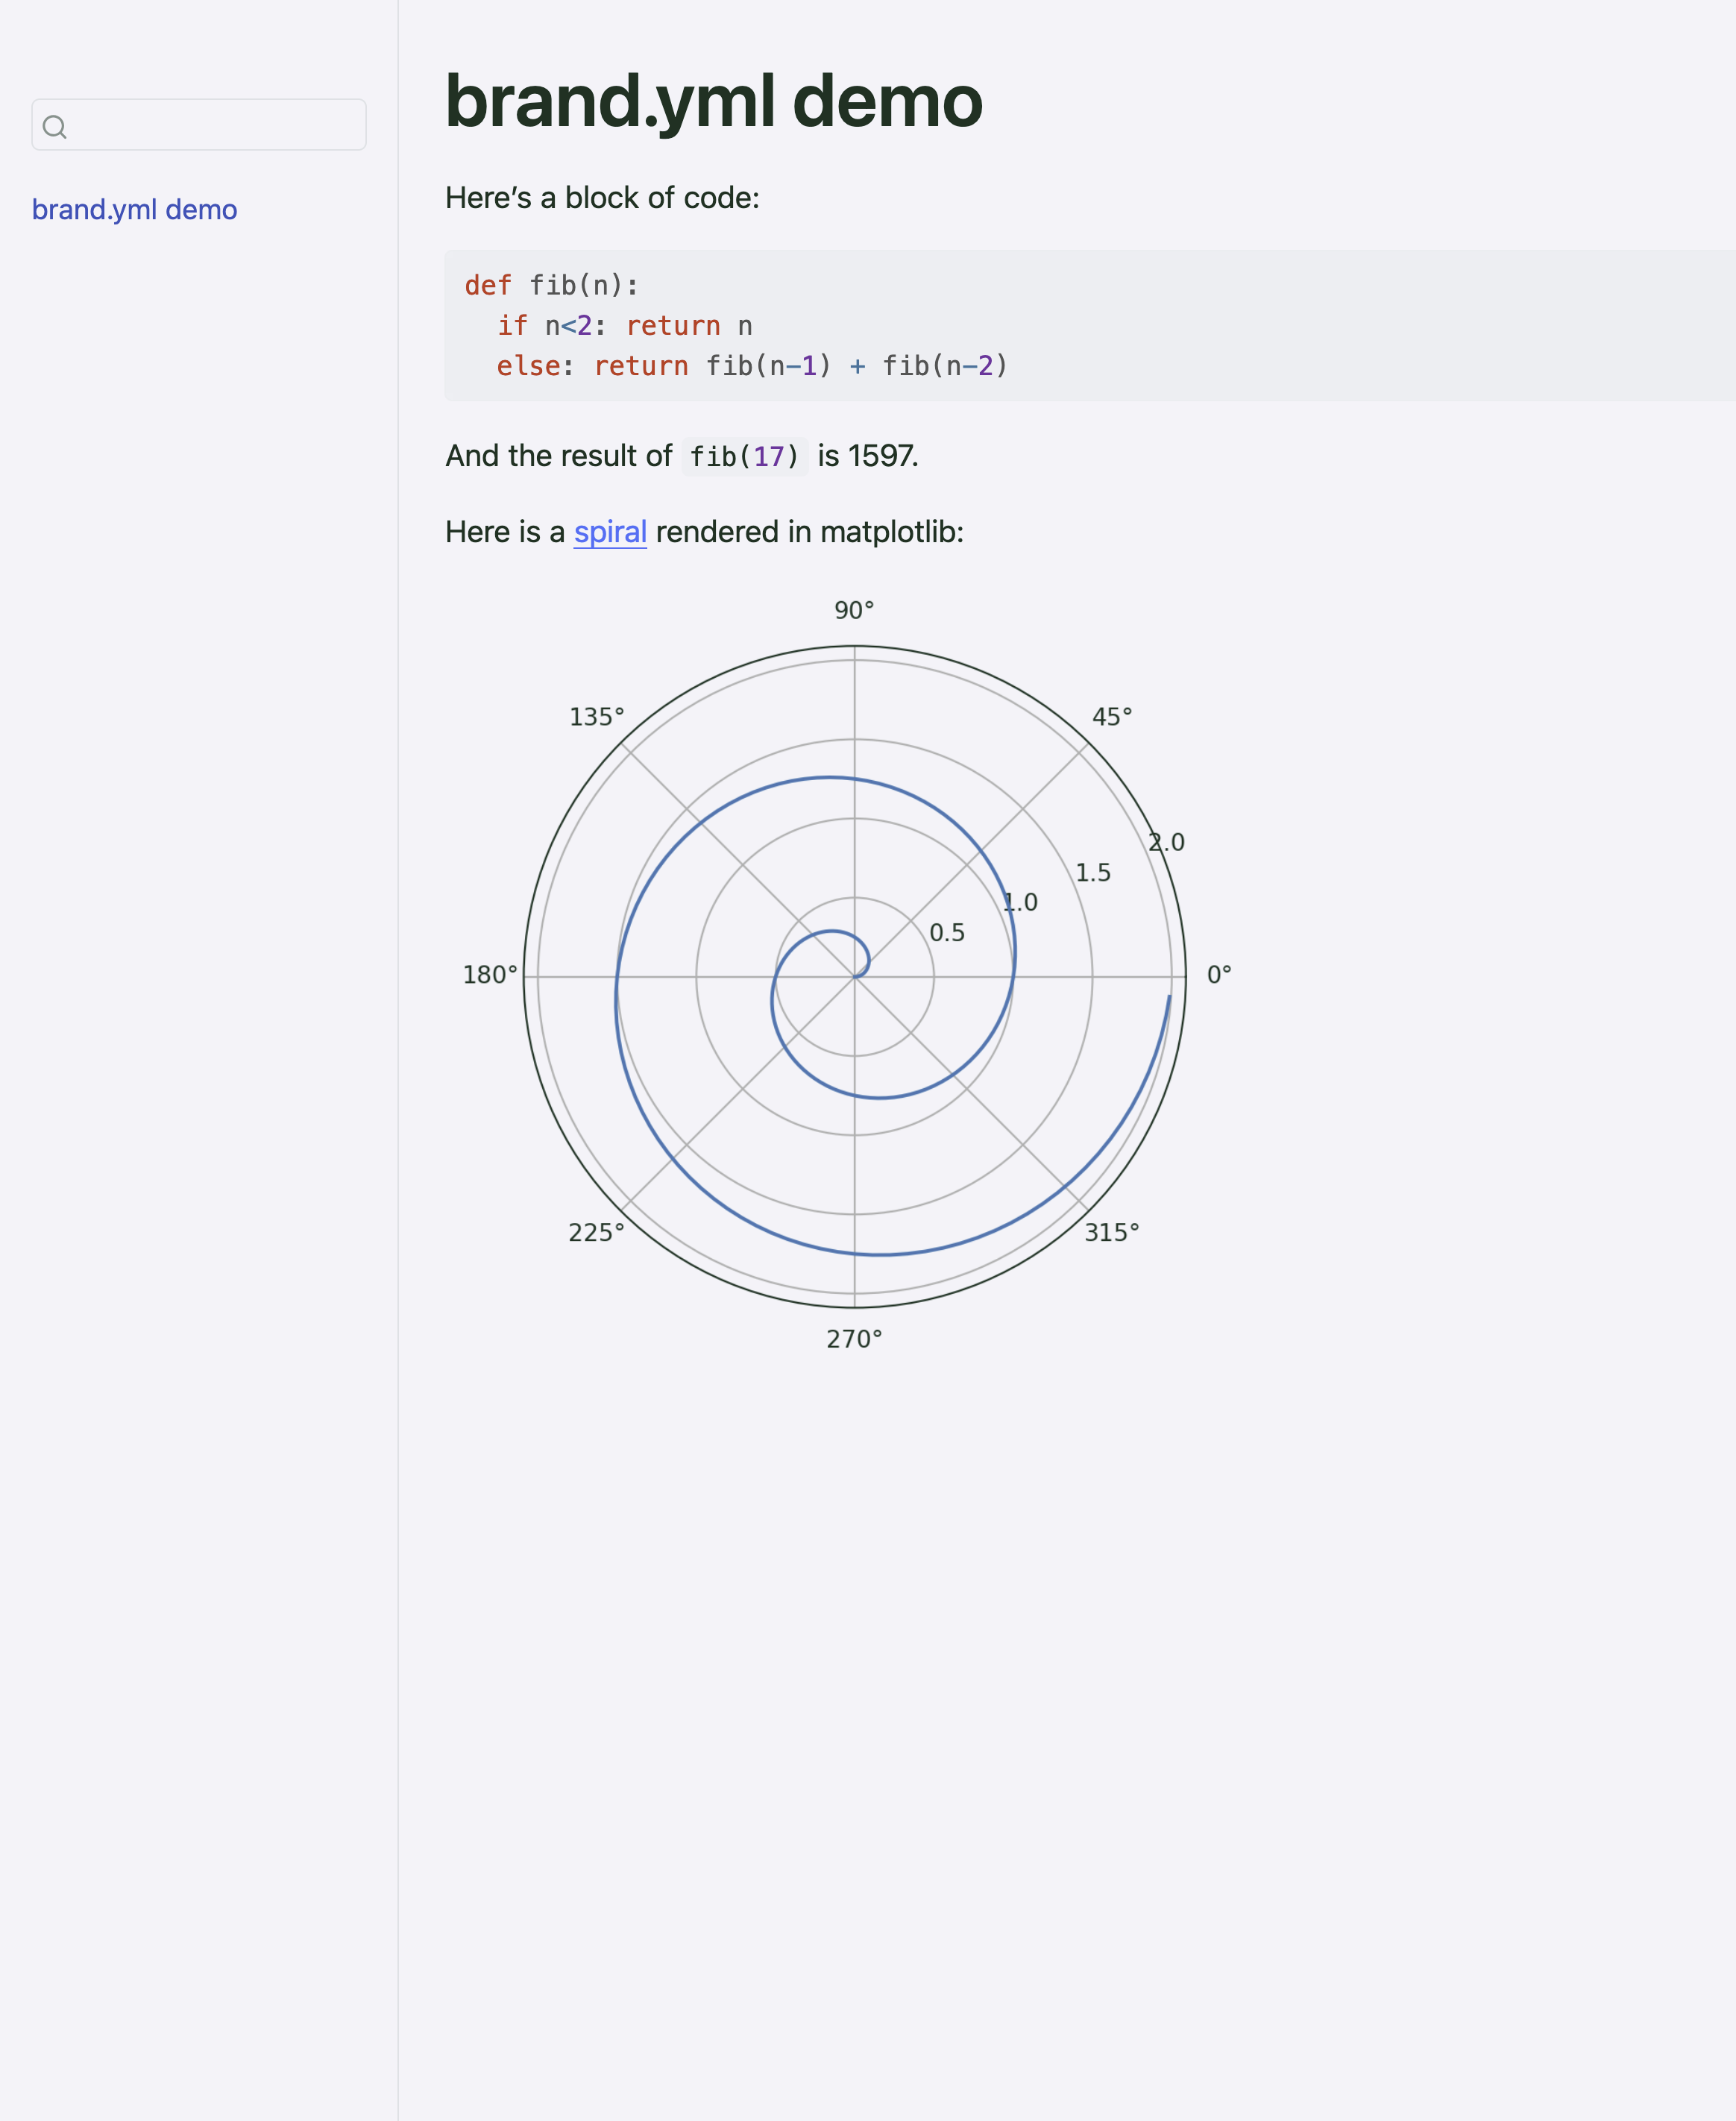 brand.yml demo
brand.yml demo
Here’s a block of code:
def fib(n):
  if n<2: return n
  else: return fib(n−1) + fib(n−2)
And the result of fib(17) is 1597.
Here is a spiral rendered in matplotlib:
90°
135°
45°
2.0
1.5
1.0
0.5
180°
0°
225°
315°
270°